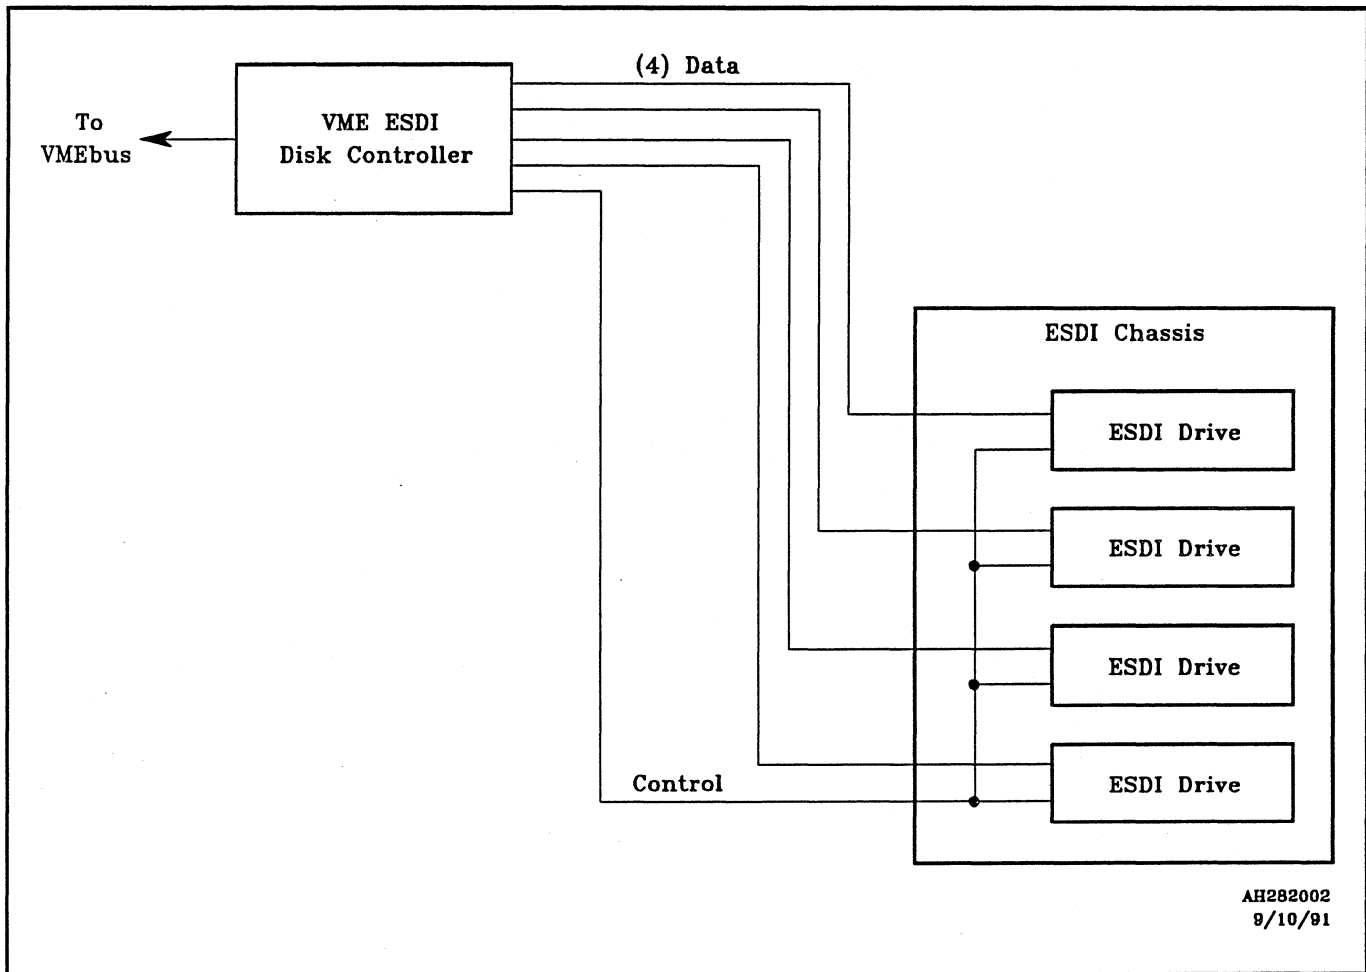 (4) Data
To
VMEbus
VME ESDI
Disk Controller
ESDI Chassis
ESDI Drive
ESDI Drive
ESDI Drive
ESDI Drive
Control
AH282002
9/10/91